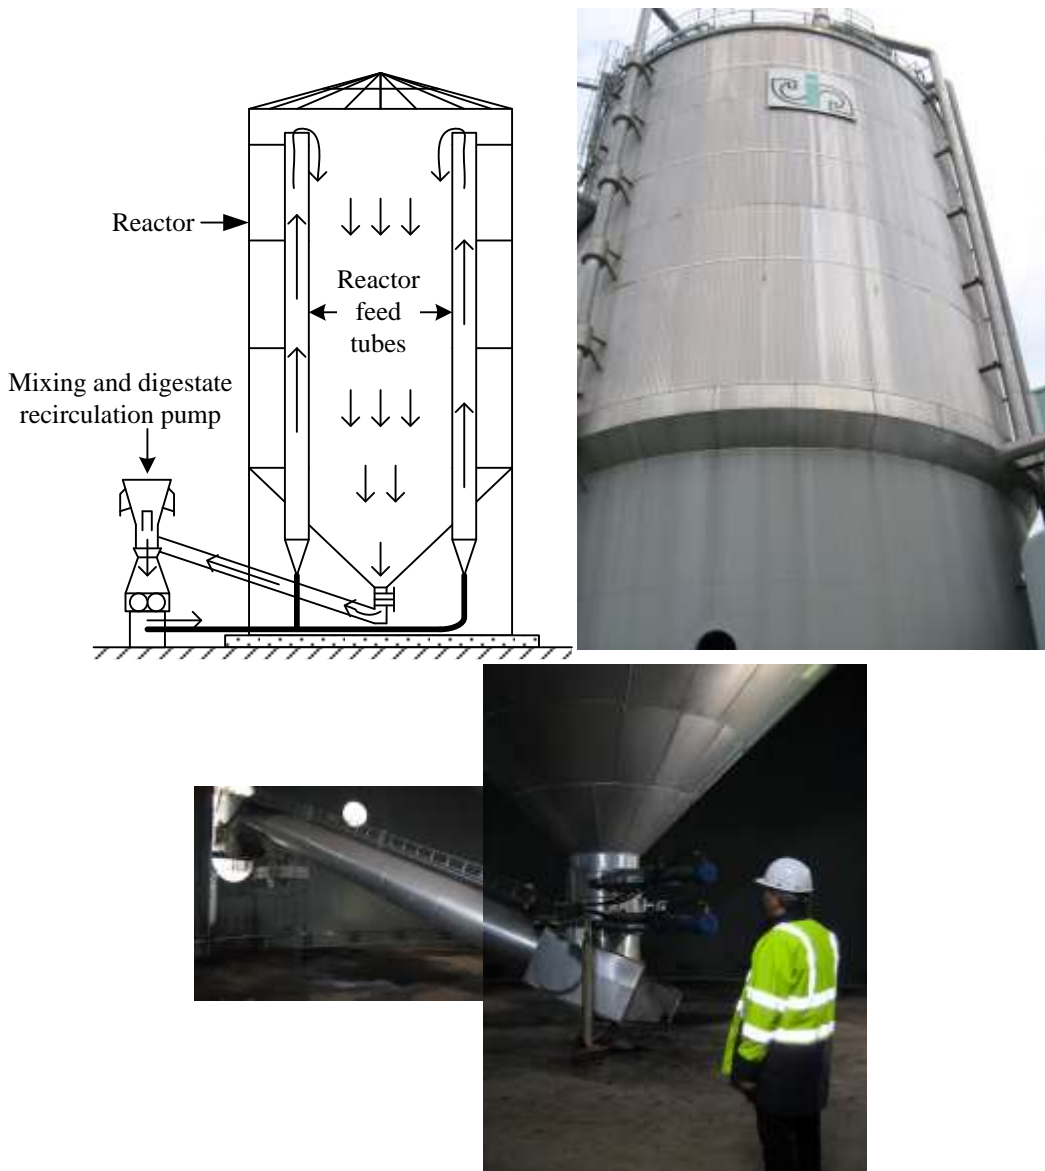 Reactor
Reactor
feed
tubes
Mixing and digestate
recirculation pump